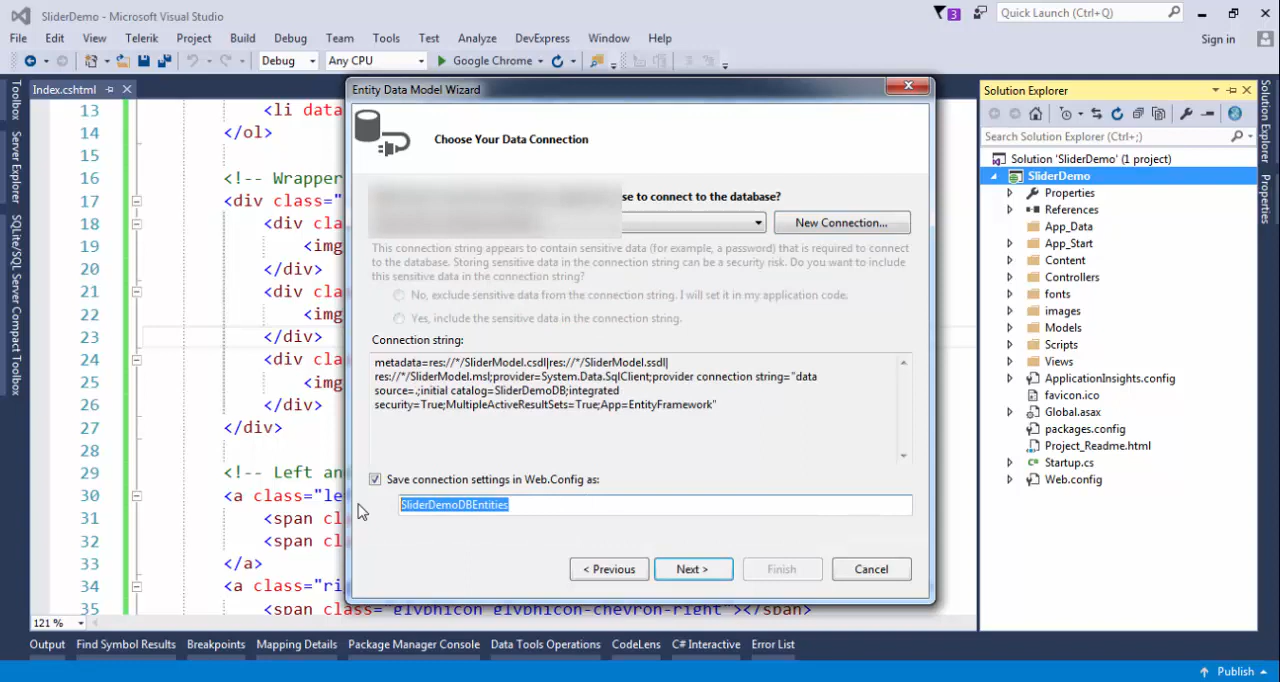 SliderDemo - Microsoft Visual Studio
3
Quick Launch (Ctrl+Q)
File Edit View Telerik Project Build Debug Team Tools Test Analyze DevExpress Window Help
Sign in
Debug Any CPU Google Chrome
Toolbox
Server Explorer
SQLite/SQL Server Compact Toolbox
Index.cshtml
13 <li data
14 </ol>
15
16 <!-- Wrapper
17 <div class="
18 <div cla
19 <img
20 </div>
21 <div cla
22 <img
23 </div>
24 <div cla
25 <img
26 </div>
27 </div>
28
29 <!-- Left an
30 <a class="le
31 <span cl
32 <span cl
33 </a>
34 <a class="ri
35 <span class="glyphicon glyphicon-chevron-right"></span>
121 %
Entity Data Model Wizard
Choose Your Data Connection
se to connect to the database?
New Connection...
This connection string appears to contain sensitive data (for example, a password) that is required to connect
to the database. Storing sensitive data in the connection string can be a security risk. Do you want to include
this sensitive data in the connection string?
No, exclude sensitive data from the connection string. I will set it in my application code.
Yes, include the sensitive data in the connection string.
Connection string:
metadata=res://*/SliderModel.csdl|res://*/SliderModel.ssdl|
res://*/SliderModel.msl;provider=System.Data.SqlClient;provider connection string="data
source=.;initial catalog=SliderDemoDB;integrated
security=True;MultipleActiveResultSets=True;App=EntityFramework"
Save connection settings in Web.Config as:
SliderDemoDBEntities
< Previous Next > Finish Cancel
Solution Explorer
Search Solution Explorer (Ctrl+;)
Solution 'SliderDemo' (1 project)
SliderDemo
Properties
References
App_Data
App_Start
Content
Controllers
fonts
images
Models
Scripts
Views
ApplicationInsights.config
favicon.ico
Global.asax
packages.config
Project_Readme.html
Startup.cs
Web.config
Solution Explorer
Properties
Output Find Symbol Results Breakpoints Mapping Details Package Manager Console Data Tools Operations CodeLens C# Interactive Error List
Publish